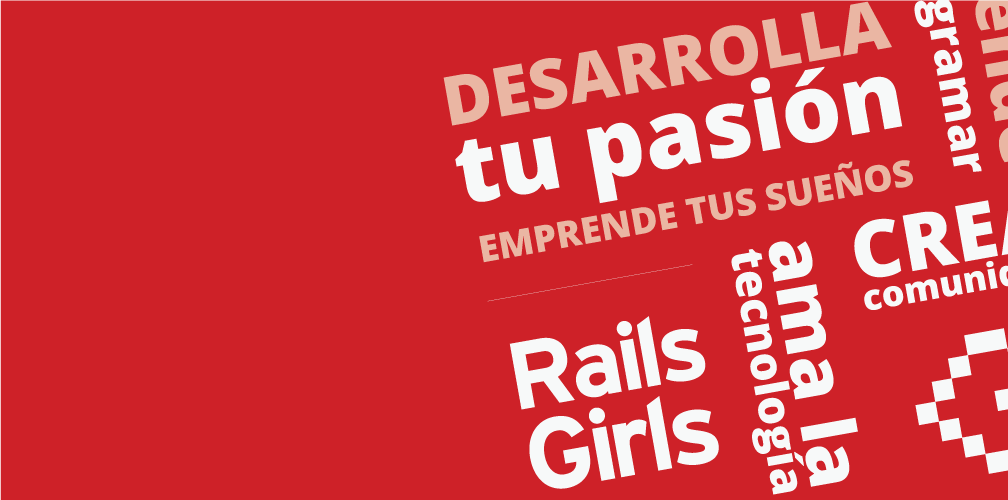 DESARROLLA
tu pasión
EMPRENDE TUS SUEÑOS
Rails
Girls
ama la
tecnología
gramar
CREA
comuni